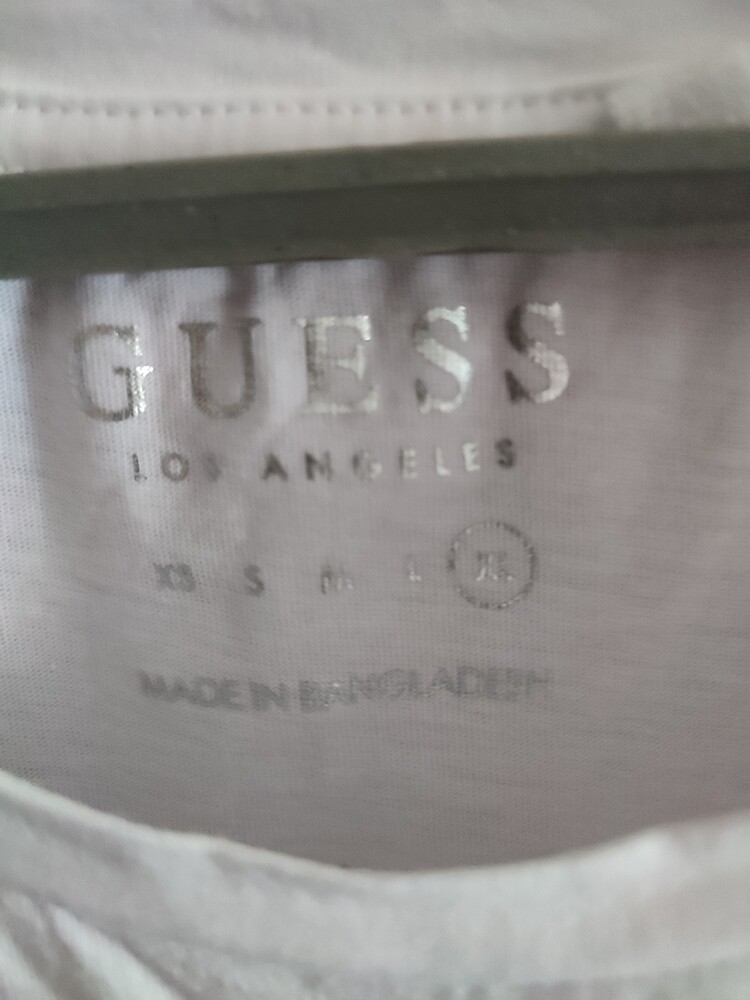 GUESS
LOS ANGELES
XS S M L XL
MADE IN BANGLADESH